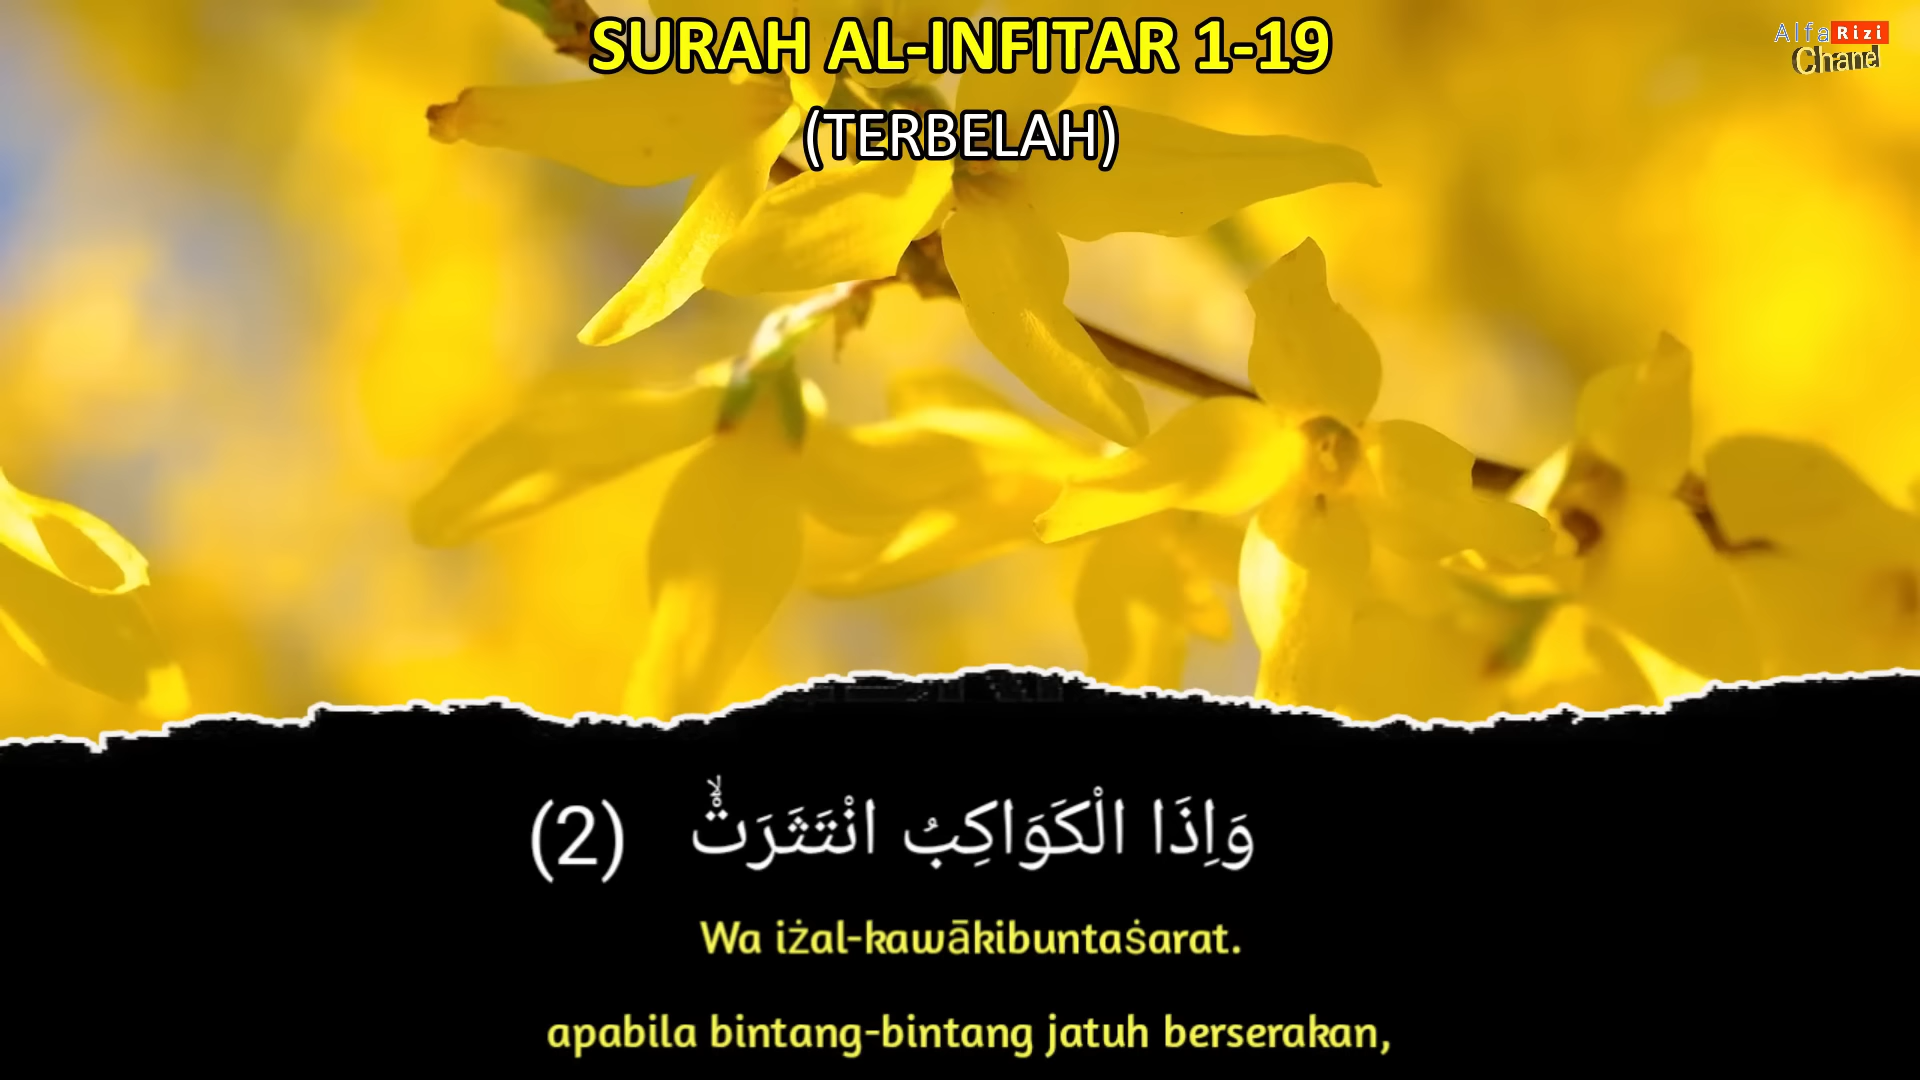 SURAH AL-INFITAR 1-19
(TERBELAH)
Alfa Rizi
Chanel
وَاِذَا الْكَوَاكِبُ انْتَثَرَتْۙ (2)
Wa iżal-kawākibuntaṡarat.
apabila bintang-bintang jatuh berserakan,